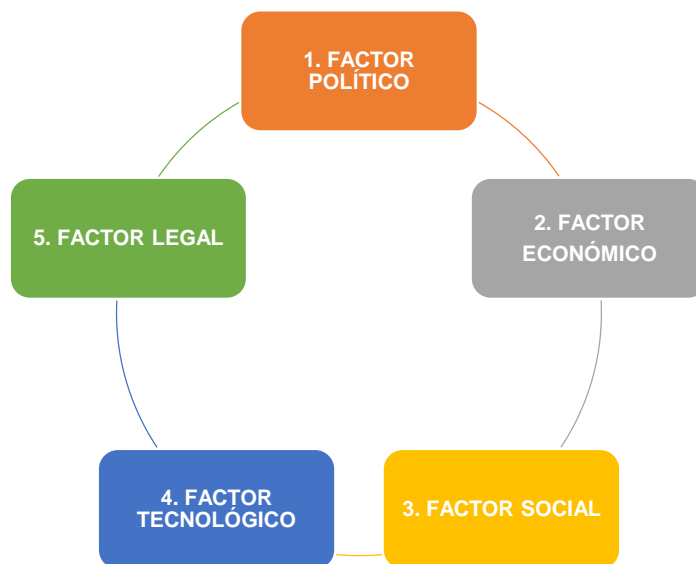 1. FACTOR
POLÍTICO
2. FACTOR
ECONÓMICO
3. FACTOR SOCIAL
4. FACTOR
TECNOLÓGICO
5. FACTOR LEGAL